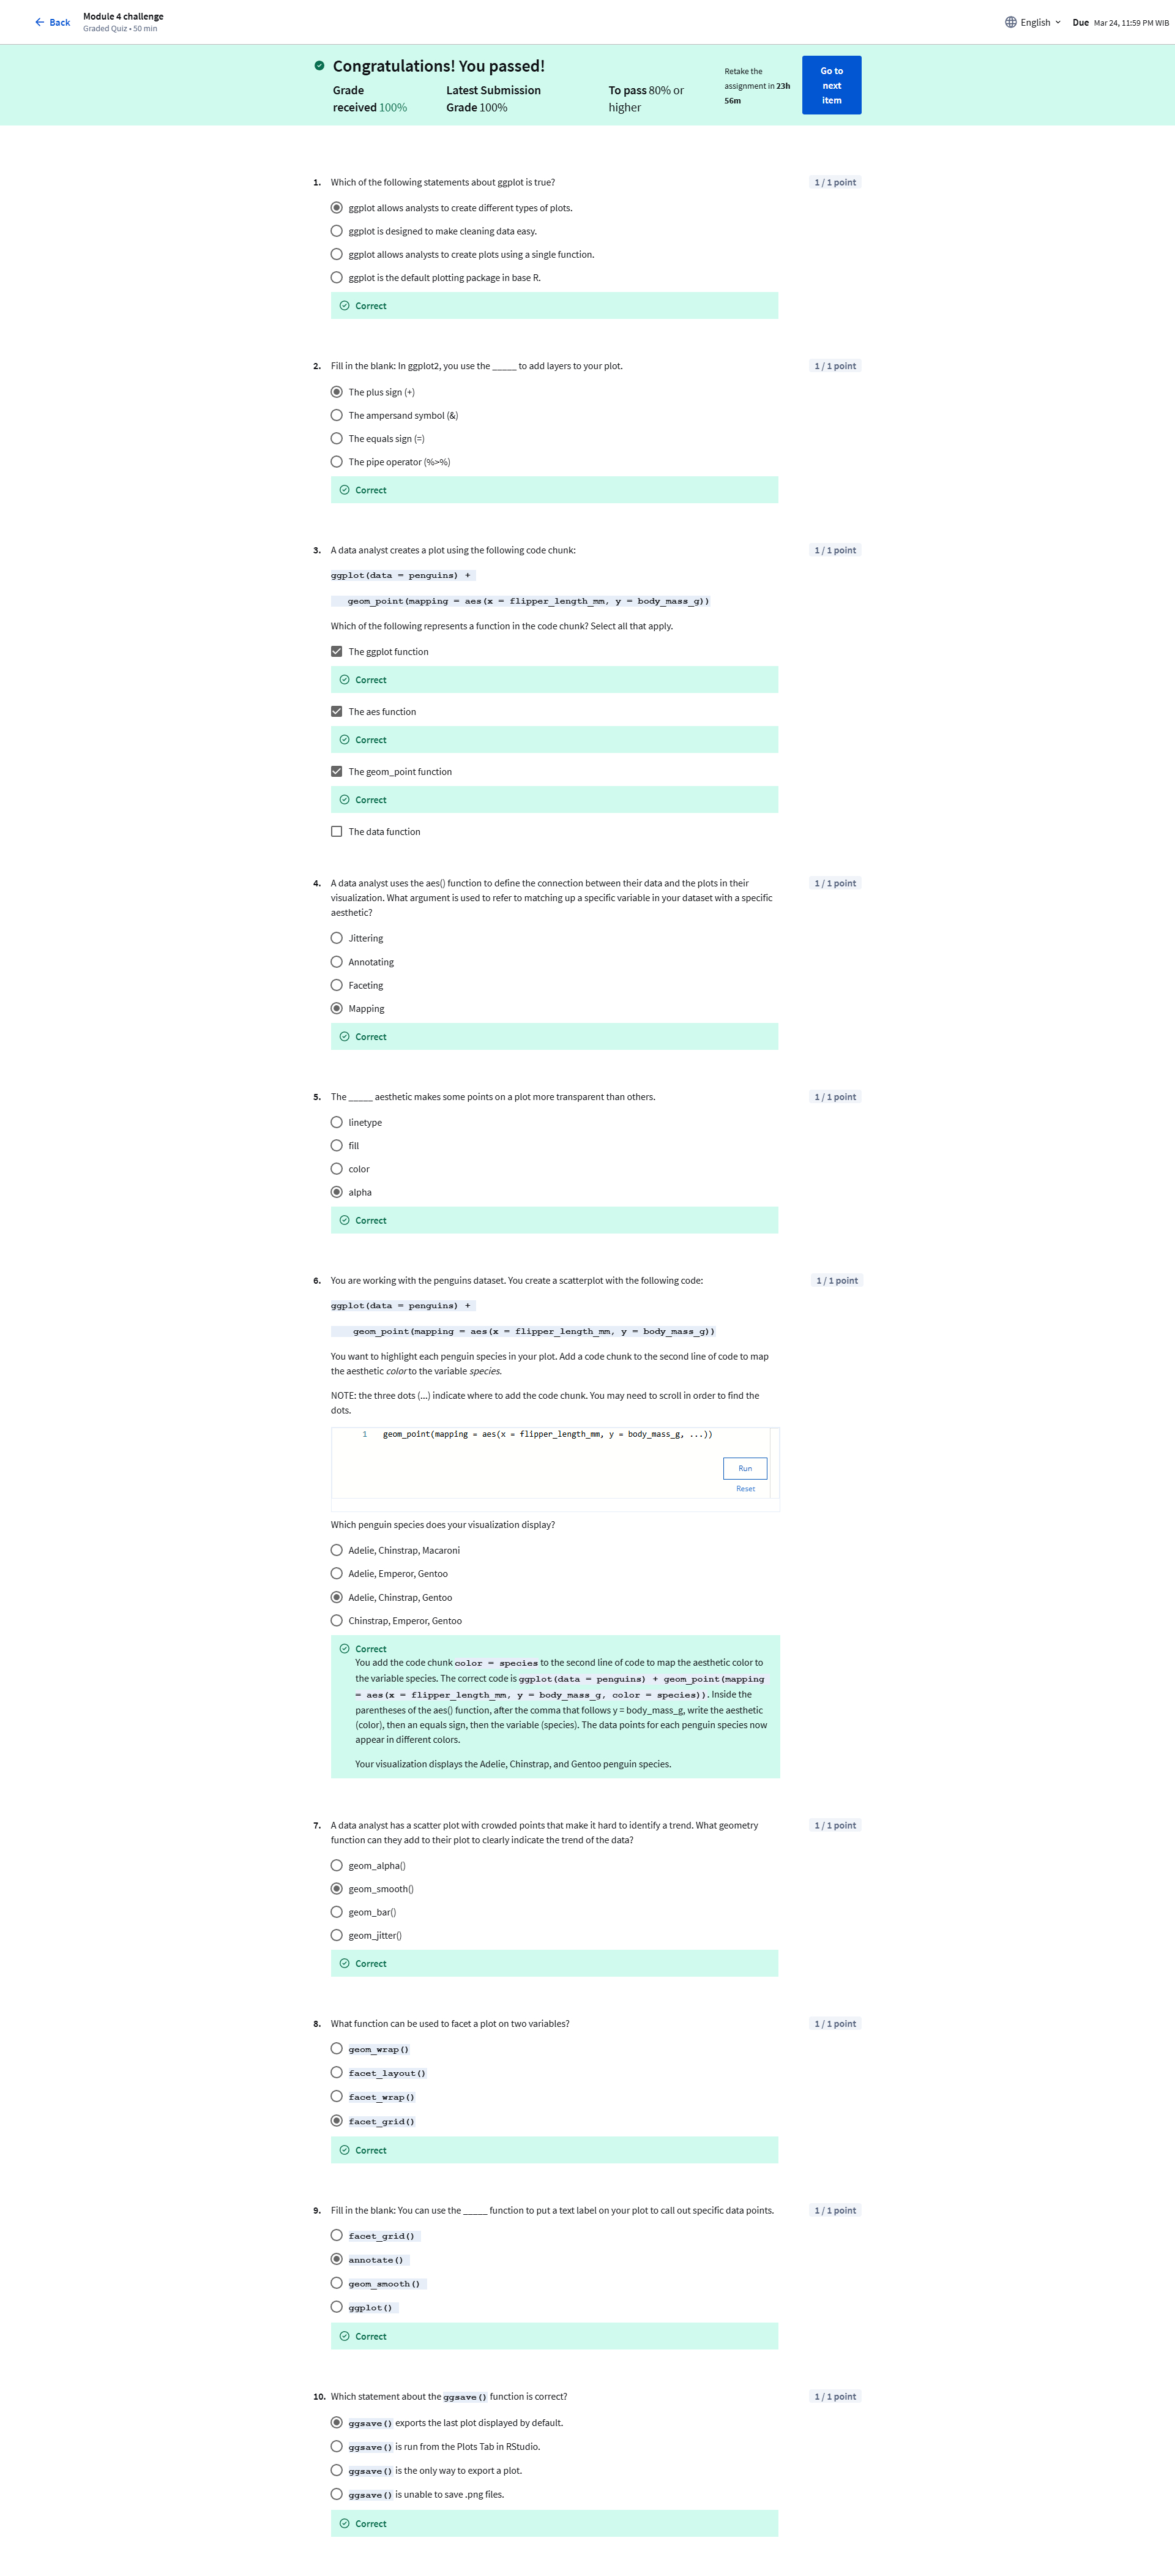 Back
Module 4 challenge
Graded Quiz • 50 min
English
Due Mar 24, 11:59 PM WIB
Congratulations! You passed!
Grade
received 100%
Latest Submission
Grade 100%
To pass 80% or
higher
Retake the
assignment in 23h
56m
Go to
next
item
1. Which of the following statements about ggplot is true?
1 / 1 point
ggplot allows analysts to create different types of plots.
ggplot is designed to make cleaning data easy.
ggplot allows analysts to create plots using a single function.
ggplot is the default plotting package in base R.
Correct
2. Fill in the blank: In ggplot2, you use the _____ to add layers to your plot.
1 / 1 point
The plus sign (+)
The ampersand symbol (&)
The equals sign (=)
The pipe operator (%>%)
Correct
3. A data analyst creates a plot using the following code chunk:
1 / 1 point
ggplot(data = penguins) +
geom_point(mapping = aes(x = flipper_length_mm, y = body_mass_g))
Which of the following represents a function in the code chunk? Select all that apply.
The ggplot function
Correct
The aes function
Correct
The geom_point function
Correct
The data function
4. A data analyst uses the aes() function to define the connection between their data and the plots in their
visualization. What argument is used to refer to matching up a specific variable in your dataset with a specific
aesthetic?
1 / 1 point
Jittering
Annotating
Faceting
Mapping
Correct
5. The _____ aesthetic makes some points on a plot more transparent than others.
1 / 1 point
linetype
fill
color
alpha
Correct
6. You are working with the penguins dataset. You create a scatterplot with the following code:
1 / 1 point
ggplot(data = penguins) +
geom_point(mapping = aes(x = flipper_length_mm, y = body_mass_g))
You want to highlight each penguin species in your plot. Add a code chunk to the second line of code to map
the aesthetic color to the variable species.
NOTE: the three dots (...) indicate where to add the code chunk. You may need to scroll in order to find the
dots.
1 geom_point(mapping = aes(x = flipper_length_mm, y = body_mass_g, ...))
Run
Reset
Which penguin species does your visualization display?
Adelie, Chinstrap, Macaroni
Adelie, Emperor, Gentoo
Adelie, Chinstrap, Gentoo
Chinstrap, Emperor, Gentoo
Correct
You add the code chunk color = species to the second line of code to map the aesthetic color to
the variable species. The correct code is ggplot(data = penguins) + geom_point(mapping
= aes(x = flipper_length_mm, y = body_mass_g, color = species)). Inside the
parentheses of the aes() function, after the comma that follows y = body_mass_g, write the aesthetic
(color), then an equals sign, then the variable (species). The data points for each penguin species now
appear in different colors.
Your visualization displays the Adelie, Chinstrap, and Gentoo penguin species.
7. A data analyst has a scatter plot with crowded points that make it hard to identify a trend. What geometry
function can they add to their plot to clearly indicate the trend of the data?
1 / 1 point
geom_alpha()
geom_smooth()
geom_bar()
geom_jitter()
Correct
8. What function can be used to facet a plot on two variables?
1 / 1 point
geom_wrap()
facet_layout()
facet_wrap()
facet_grid()
Correct
9. Fill in the blank: You can use the _____ function to put a text label on your plot to call out specific data points.
1 / 1 point
facet_grid()
annotate()
geom_smooth()
ggplot()
Correct
10. Which statement about the ggsave() function is correct?
1 / 1 point
ggsave() exports the last plot displayed by default.
ggsave() is run from the Plots Tab in RStudio.
ggsave() is the only way to export a plot.
ggsave() is unable to save .png files.
Correct